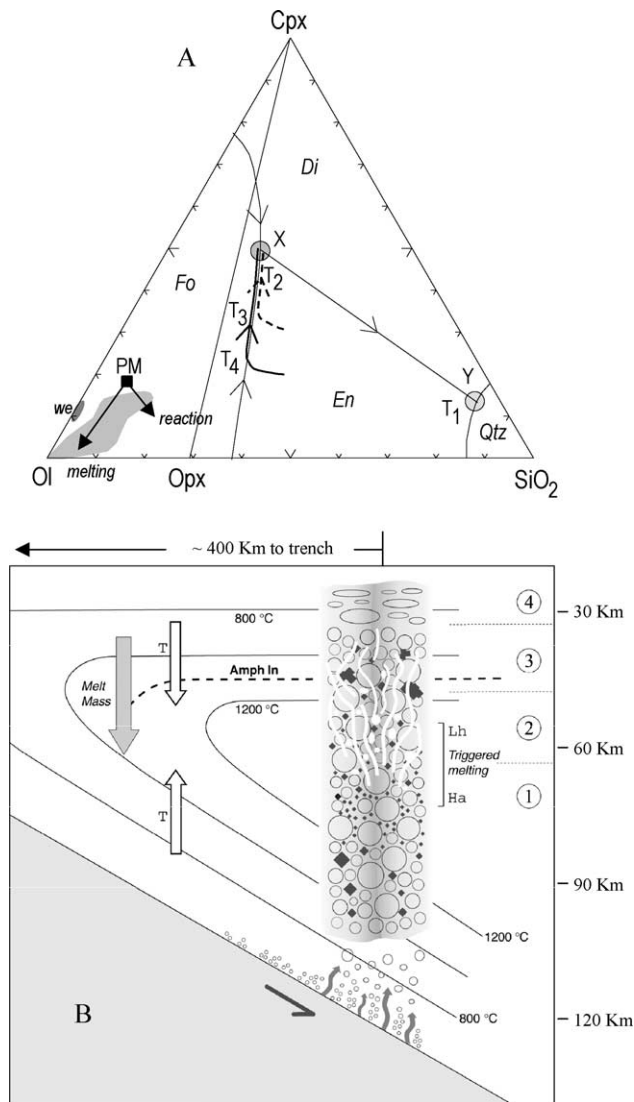 Cpx
A
Di
X
Fo
T2
T3
T4
PM
Y
we
En
T1
reaction
Qtz
melting
Ol
Opx
SiO2
~ 400 Km to trench
4
30 Km
800 °C
3
T
Amph In
Melt
Mass
1200 °C
2
Lh
60 Km
Triggered
melting
1
Ha
T
90 Km
1200 °C
B
800 °C
120 Km